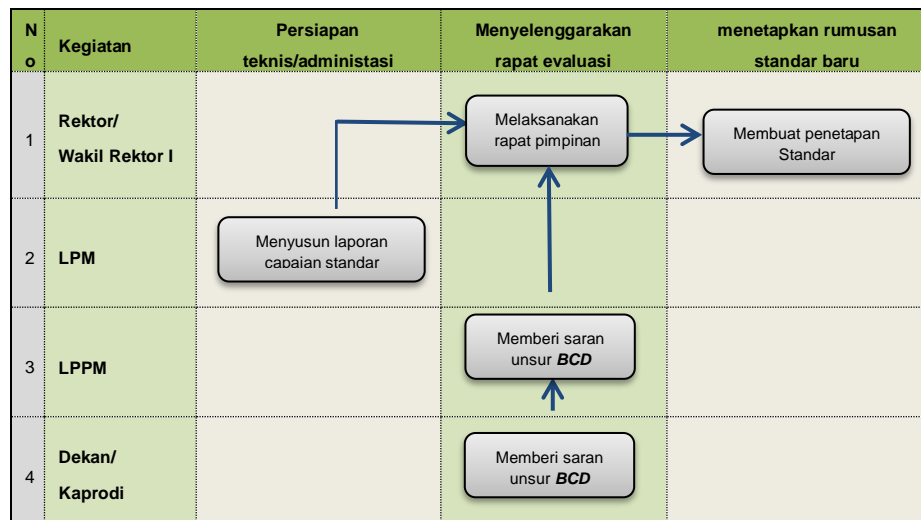 N
o
Kegiatan
Persiapan
teknis/administasi
Menyelenggarakan
rapat evaluasi
menetapkan rumusan
standar baru
1
Rektor/
Wakil Rektor I
Melaksanakan
rapat pimpinan
Membuat penetapan
Standar
2
LPM
Menyusun laporan
capaian standar
3
LPPM
Memberi saran
unsur BCD
4
Dekan/
Kaprodi
Memberi saran
unsur BCD